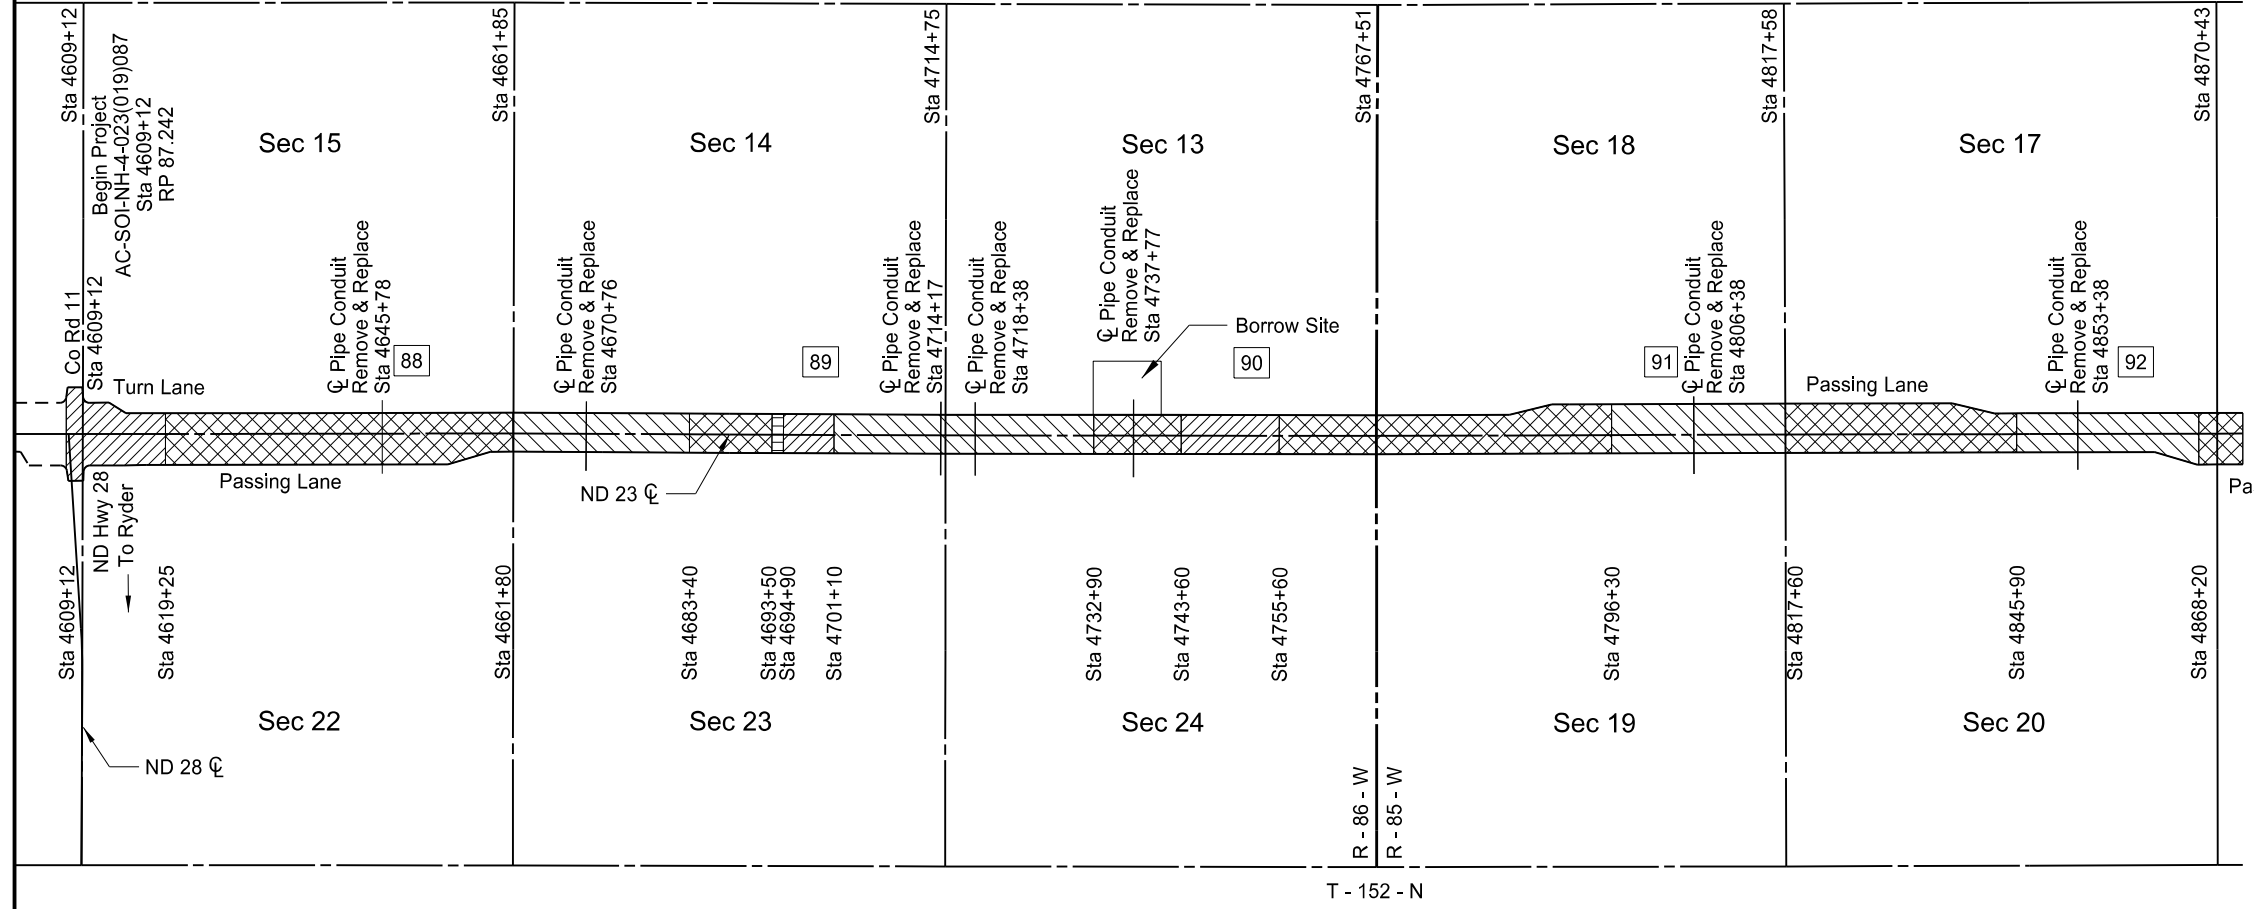 Sta 4609+12
Sta 4661+85
Sta 4714+75
Sta 4767+51
Sta 4817+58
Sta 4870+43
Begin Project
AC-SOI-NH-4-023(019)087
Sta 4609+12
RP 87.242
Sec 15
Sec 14
Sec 13
Sec 18
Sec 17
Co Rd 11
Sta 4609+12
Turn Lane
℄ Pipe Conduit
Remove & Replace
Sta 4645+78
88
℄ Pipe Conduit
Remove & Replace
Sta 4670+76
89
℄ Pipe Conduit
Remove & Replace
Sta 4714+17
℄ Pipe Conduit
Remove & Replace
Sta 4718+38
℄ Pipe Conduit
Remove & Replace
Sta 4737+77
Borrow Site
90
91
℄ Pipe Conduit
Remove & Replace
Sta 4806+38
Passing Lane
℄ Pipe Conduit
Remove & Replace
Sta 4853+38
92
Passing Lane
ND 23 ℄
Pa
ND Hwy 28
To Ryder
Sta 4609+12
Sta 4619+25
Sta 4661+80
Sta 4683+40
Sta 4693+50
Sta 4694+90
Sta 4701+10
Sta 4732+90
Sta 4743+60
Sta 4755+60
Sta 4796+30
Sta 4817+60
Sta 4845+90
Sta 4868+20
Sec 22
Sec 23
Sec 24
Sec 19
Sec 20
ND 28 ℄
R - 86 - W
R - 85 - W
T - 152 - N